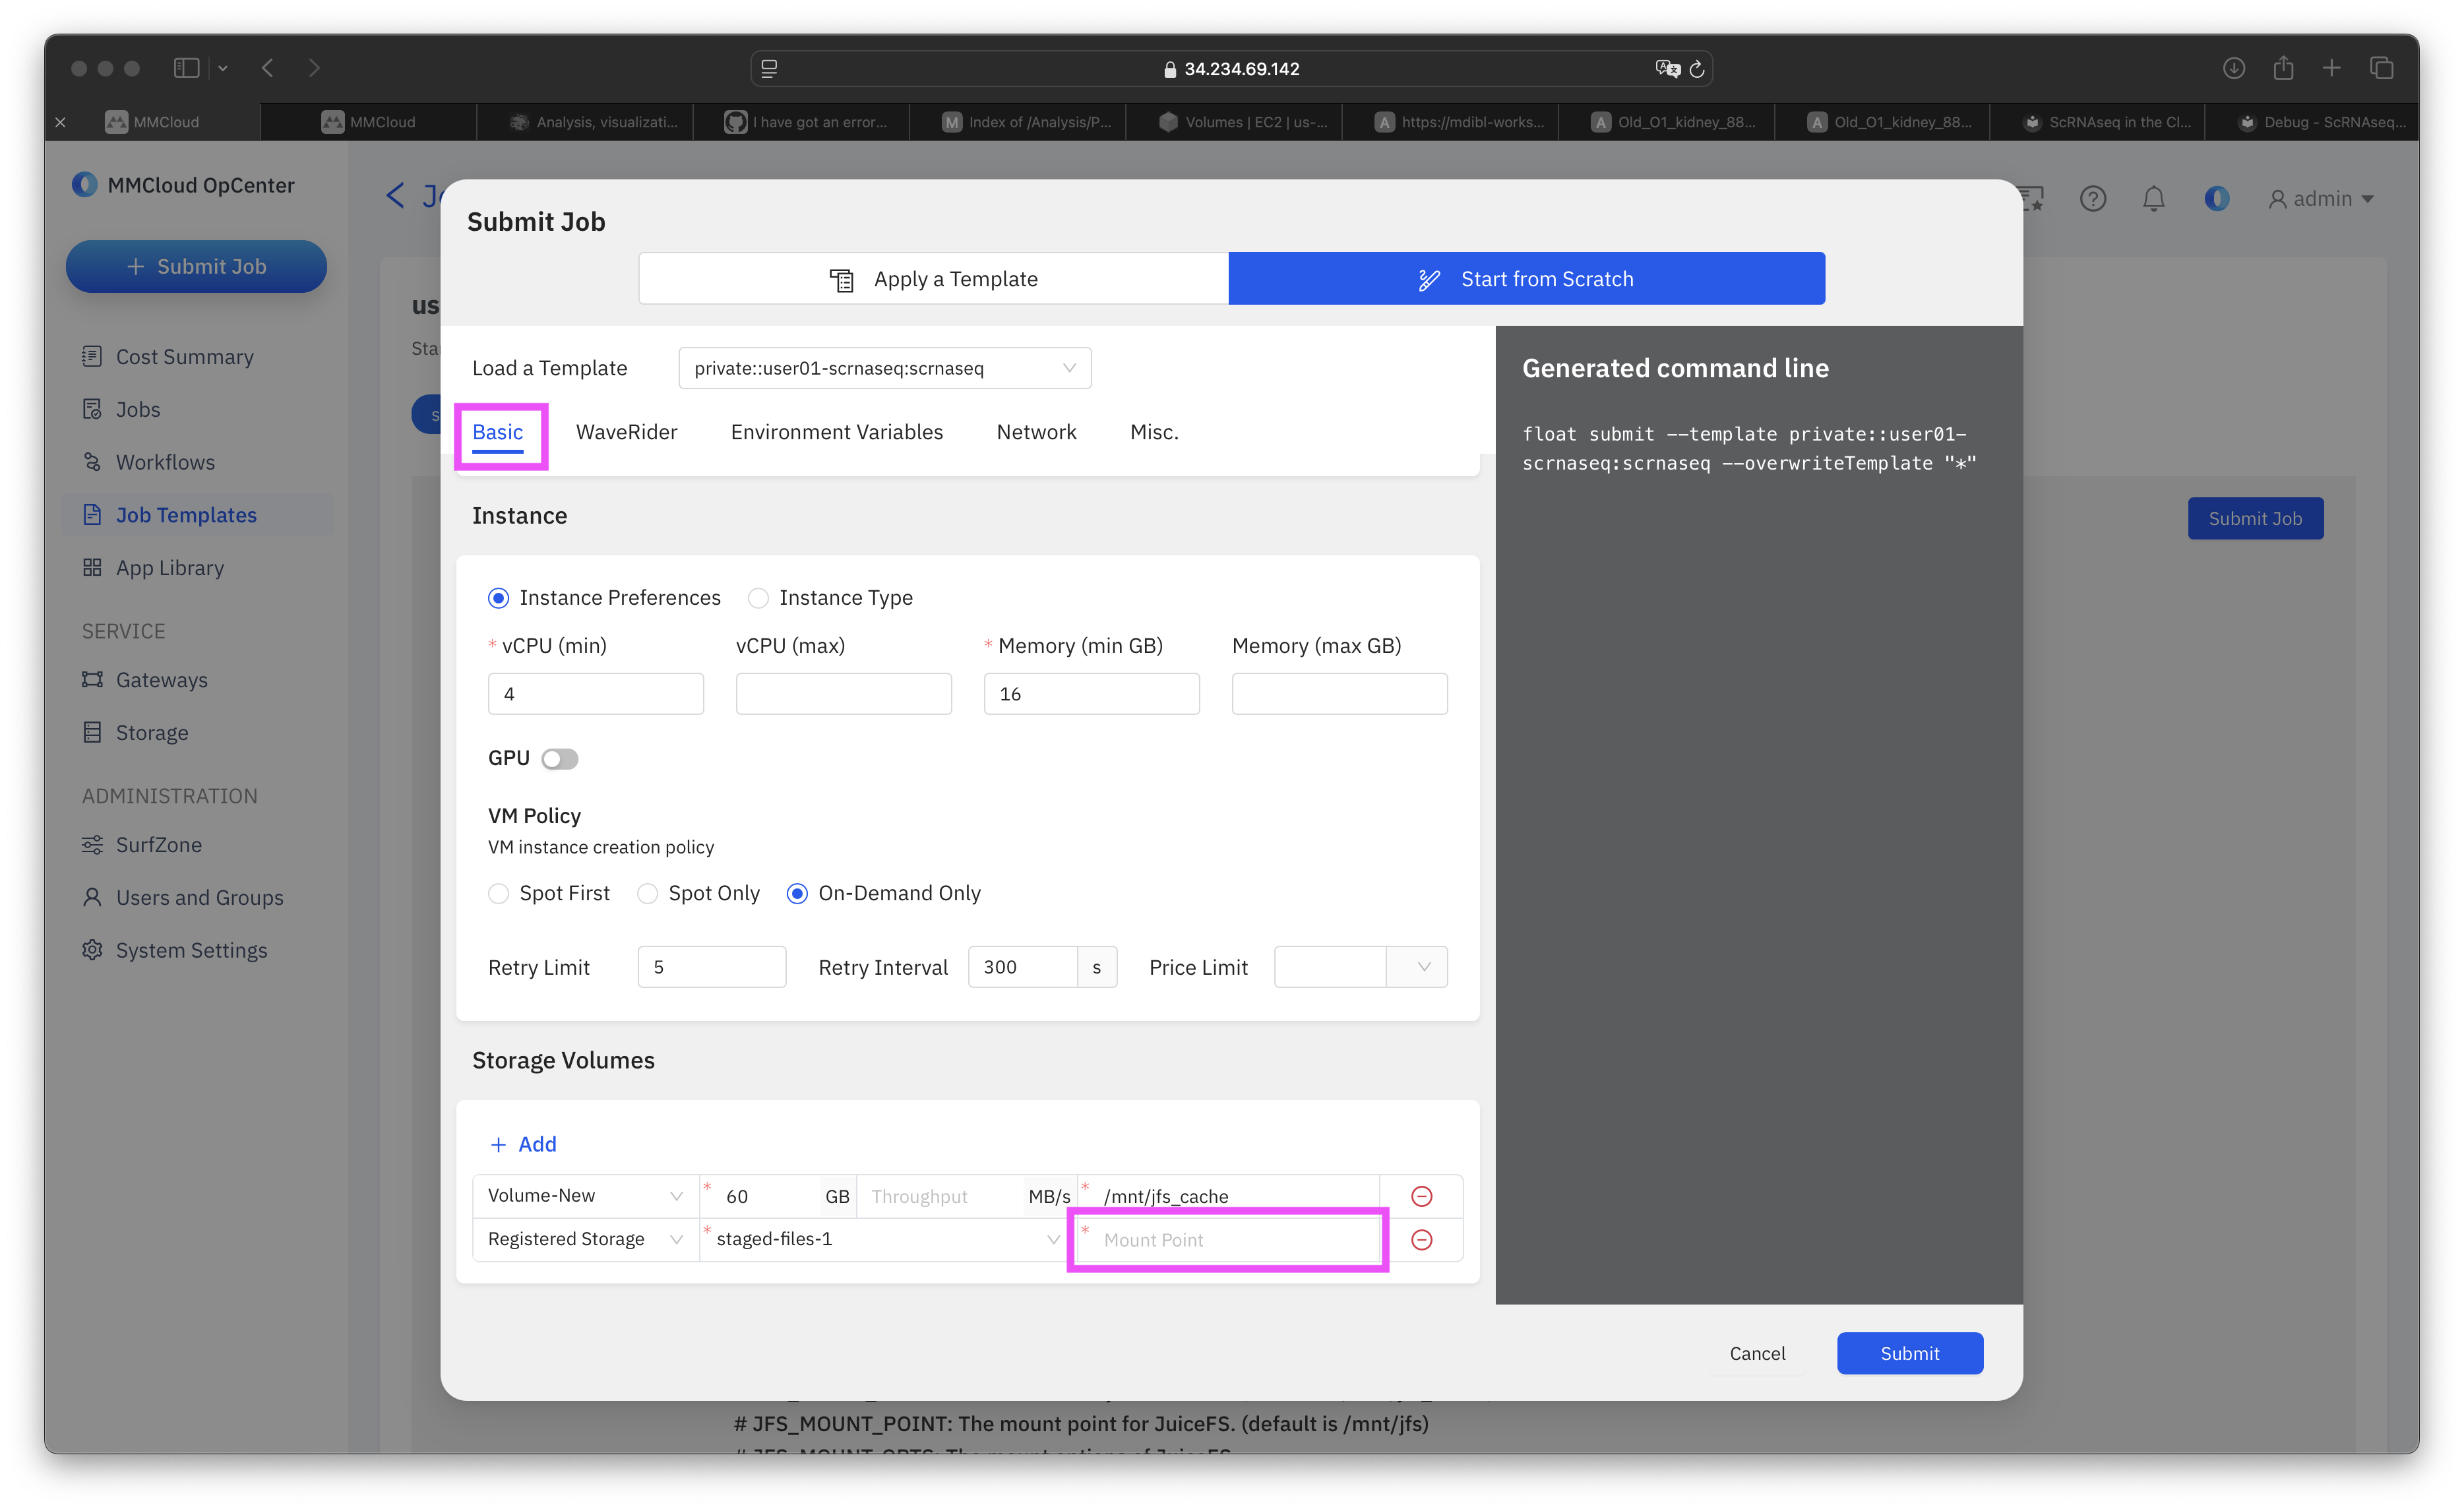 34.234.69.142
MMCloud
MMCloud
Analysis, visualizati...
I have got an error...
Index of /Analysis/P...
Volumes | EC2 | us-...
https://mdibl-works...
Old_O1_kidney_88...
Old_O1_kidney_88...
ScRNAseq in the Cl...
Debug - ScRNAseq...
MMCloud OpCenter
admin
Submit Job
Cost Summary
Jobs
Workflows
Job Templates
App Library
SERVICE
Gateways
Storage
ADMINISTRATION
SurfZone
Users and Groups
System Settings
us
Sta
Submit Job
Submit Job
Apply a Template
Start from Scratch
Load a Template
private::user01-scrnaseq:scrnaseq
Basic
WaveRider
Environment Variables
Network
Misc.
Instance
Instance Preferences
Instance Type
* vCPU (min)
vCPU (max)
* Memory (min GB)
Memory (max GB)
4
16
GPU
VM Policy
VM instance creation policy
Spot First
Spot Only
On-Demand Only
Retry Limit
5
Retry Interval
300
s
Price Limit
Storage Volumes
+ Add
Volume-New
* 60
GB
Throughput
MB/s
* /mnt/jfs_cache
Registered Storage
* staged-files-1
* Mount Point
Generated command line
float submit --template private::user01-
scrnaseq:scrnaseq --overwriteTemplate "*"
Cancel
Submit
# JFS_MOUNT_POINT: The mount point for JuiceFS. (default is /mnt/jfs)